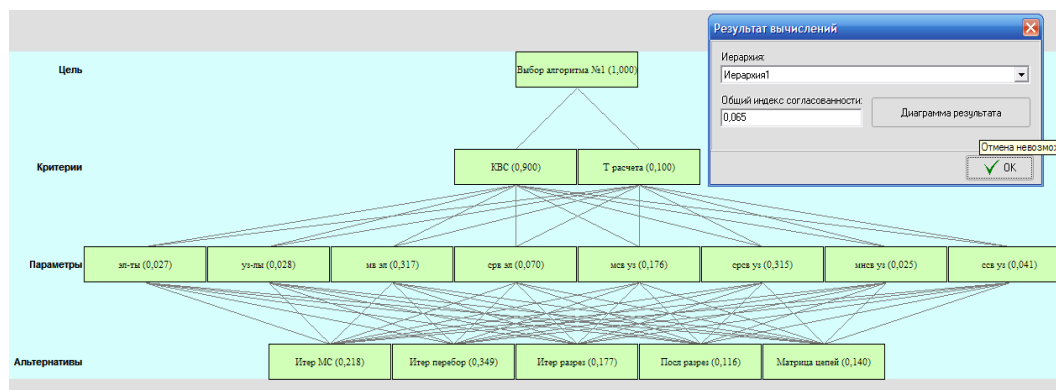 Результат вычислений
Иерархия:
Иерархия1
Общий индекс согласованности:
0,065
Диаграмма результата
Отмена невозмож
OK
Цель
Выбор алгоритма №1 (1,000)
Критерии
КВС (0,900)
Т расчета (0,100)
Параметры
эл-ты (0,027)
уз-лы (0,028)
мв эл (0,317)
срв эл (0,070)
мсв уз (0,176)
срсв уз (0,315)
мнсв уз (0,025)
ссв уз (0,041)
Альтернативы
Итер МС (0,218)
Итер перебор (0,349)
Итер разрез (0,177)
Посл разрез (0,116)
Матрица цепей (0,140)